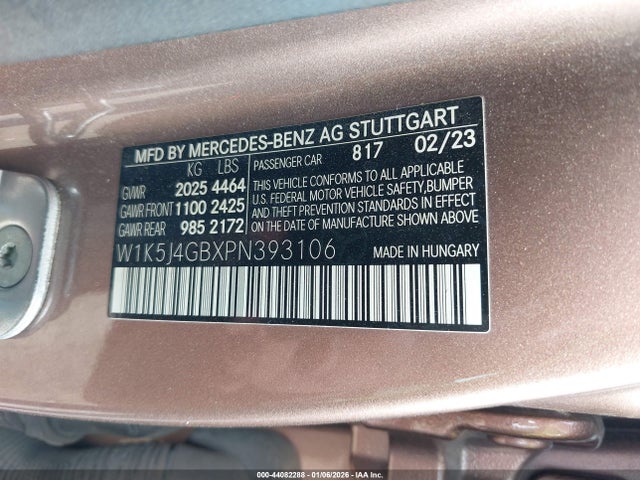 MFD BY MERCEDES-BENZ AG STUTTGART
KG LBS
GVWR 2025 4464
GAWR FRONT 1100 2425
GAWR REAR 985 2172
PASSENGER CAR 817 02/23
THIS VEHICLE CONFORMS TO ALL APPLICABLE
U.S. FEDERAL MOTOR VEHICLE SAFETY, BUMPER
AND THEFT PREVENTION STANDARDS IN EFFECT
ON THE DATE OF MANUFACTURE SHOWN ABOVE
W1K5J4GBXPN393106
MADE IN HUNGARY
000-44082288 - 01/06/2026 - © IAA Inc.